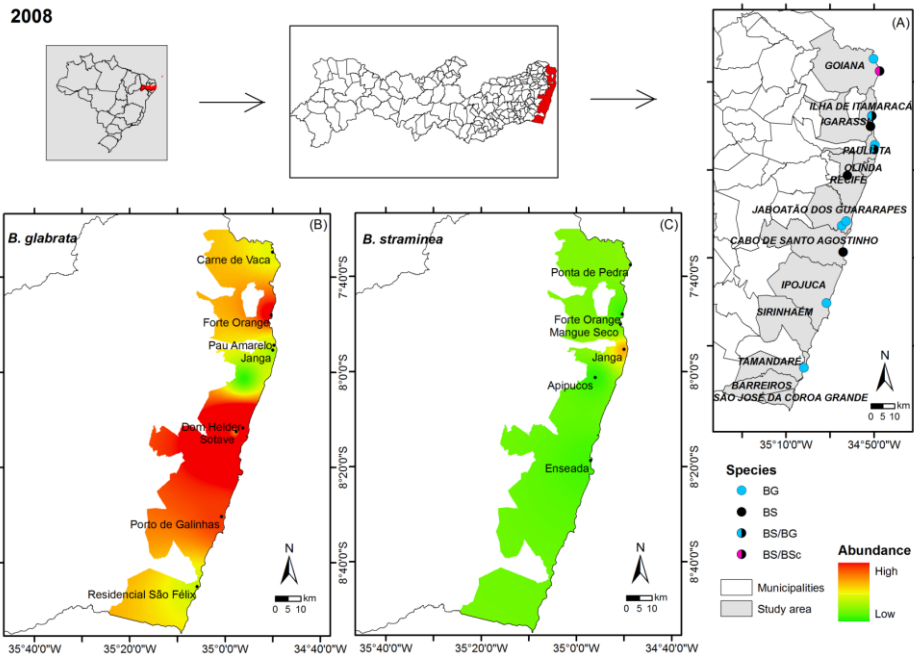 2008
(A)
GOIANA
ILHA DE ITAMARACÁ
IGARASSU
PAULISTA
OLINDA
RECIFE
JABOATÃO DOS GUARARAPES
CABO DE SANTO AGOSTINHO
IPOJUCA
SIRINHAÉM
TAMANDARÉ
BARREIROS
SÃO JOSÉ DA COROA GRANDE
N
km
0 5 10
35°10'0"S
34°50'0"S
B. glabrata
(B)
Carne de Vaca
Forte Orange
Pau Amarelo
Janga
Dom Helder
Sotave
Porto de Galinhas
Residencial São Félix
N
km
0 5 10
35°40'0"S
35°20'0"S
35°0'0"S
34°40'0"S
7°40'0"S
8°0'0"S
8°20'0"S
8°40'0"S
B. straminea
(C)
Ponta de Pedra
Forte Orange
Mangue Seco
Janga
Apipucos
Enseada
N
km
0 5 10
35°40'0"S
35°20'0"S
35°0'0"S
34°40'0"S
Species
BG
BS
BS/BG
BS/BSc
Municipalities
Study area
Abundance
High
Low